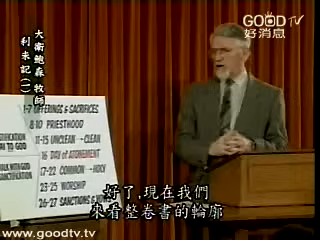 GOOD TV
好消息
大衛鮑森牧師
利未記(一)
1-7 OFFERINGS & SACRIFICES
8-10 PRIESTHOOD
11-15 UNCLEAN → CLEAN
16 DAY of ATONEMENT
17-22 COMMON → HOLY
23-25 WORSHIP
26-27 SANCTIONS &
好了,現在我們
來看整卷書的輪廓
www.goodtv.tv